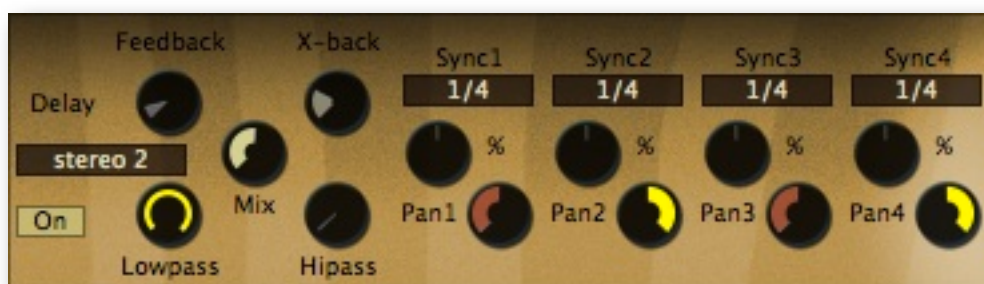 Feedback X-back
Sync1 Sync2 Sync3 Sync4
Delay 1/4 1/4 1/4 1/4
stereo 2 % % % %
On Mix Pan1 Pan2 Pan3 Pan4
Lowpass Hipass